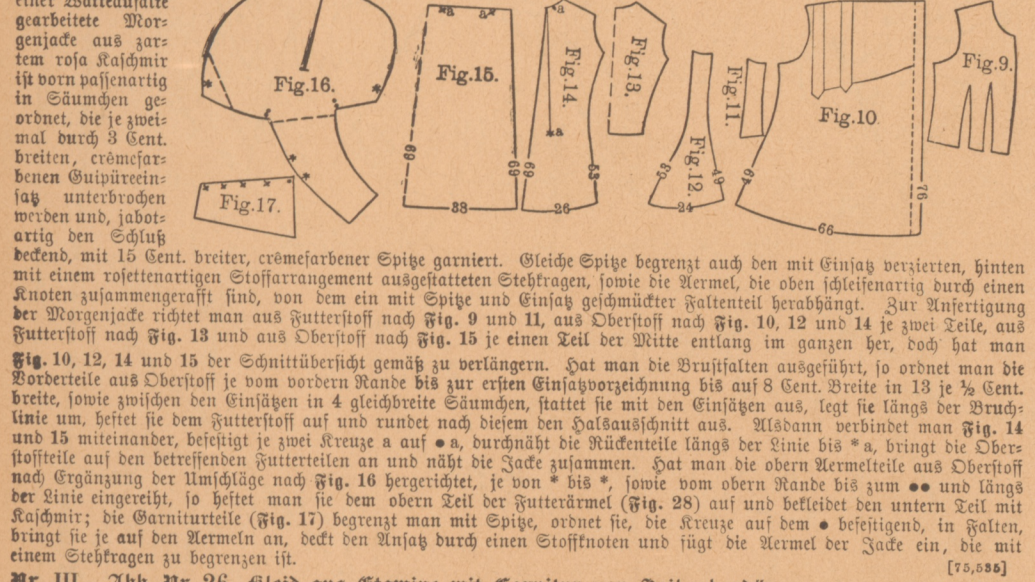 einer Watteaufalte
gearbeitete Mor-
genjacke aus zar-
tem rosa Kaschmir
ist vorn passenartig
in Säumchen ge-
ordnet, die je zwei-
mal durch 3 Cent.
breiten, crêmefar-
benen Guipüreein-
satz unterbrochen
werden und, jabot-
artig den Schluß
deckend, mit 15 Cent. breiter, crêmefarbener Spitze garniert. Gleiche Spitze begrenzt auch den mit Einsatz verzierten, hinten
mit einem rosettenartigen Stoffarrangement ausgestatteten Stehkragen, sowie die Aermel, die oben schleifenartig durch einen
Knoten zusammengerafft sind, von dem ein mit Spitze und Einsatz geschmückter Faltenteil herabhängt. Zur Anfertigung
der Morgenjacke richtet man aus Futterstoff nach Fig. 9 und 11, aus Oberstoff nach Fig. 10, 12 und 14 je zwei Teile, aus
Futterstoff nach Fig. 13 und aus Oberstoff nach Fig. 15 je einen Teil der Mitte entlang im ganzen her, doch hat man
Fig. 10, 12, 14 und 15 der Schnittübersicht gemäß zu verlängern. Hat man die Brustfalten ausgeführt, so ordnet man die
Vorderteile aus Oberstoff je vom vordern Rande bis zur ersten Einsatzvorzeichnung bis auf 8 Cent. Breite in 13 je ½ Cent.
breite, sowie zwischen den Einsätzen in 4 gleichbreite Säumchen, stattet sie mit den Einsätzen aus, legt sie längs der Bruch-
linie um, heftet sie dem Futterstoff auf und rundet nach diesem den Halsausschnitt aus. Alsdann verbindet man Fig. 14
und 15 miteinander, befestigt je zwei Kreuze a auf ● a, durchnäht die Rückenteile längs der Linie bis * a, bringt die Ober-
stoffteile auf den betreffenden Futterteilen an und näht die Jacke zusammen. Hat man die obern Aermelteile aus Oberstoff
nach Ergänzung der Umschläge nach Fig. 16 hergerichtet, je von * bis *, sowie vom obern Rande bis zum ●● und längs
der Linie eingereiht, so heftet man sie dem obern Teil der Futterärmel (Fig. 28) auf und bekleidet den untern Teil mit
Kaschmir; die Garniturteile (Fig. 17) begrenzt man mit Spitze, ordnet sie, die Kreuze auf dem ● befestigend, in Falten,
bringt sie je auf den Aermeln an, deckt den Ansatz durch einen Stoffknoten und fügt die Aermel der Jacke ein, die mit
einem Stehkragen zu begrenzen ist.
[75,535]
Fig.16.
Fig.17.
a a
Fig.15.
69
69
38
a
Fig.14.
a
69
53
26
Fig.13.
Fig.12.
53
49
24
Fig.11.
Fig.10.
49
66
76
Fig.9.